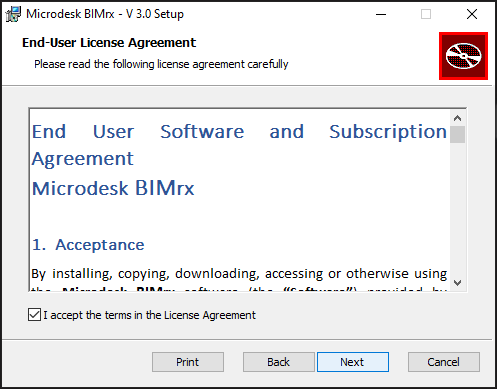 Microdesk BIMrx - V 3.0 Setup
End-User License Agreement
Please read the following license agreement carefully
End User Software and Subscription
Agreement
Microdesk BIMrx
1. Acceptance
By installing, copying, downloading, accessing or otherwise using
the Microdesk BIMrx software (the “Software”) provided by
I accept the terms in the License Agreement
Print Back Next Cancel